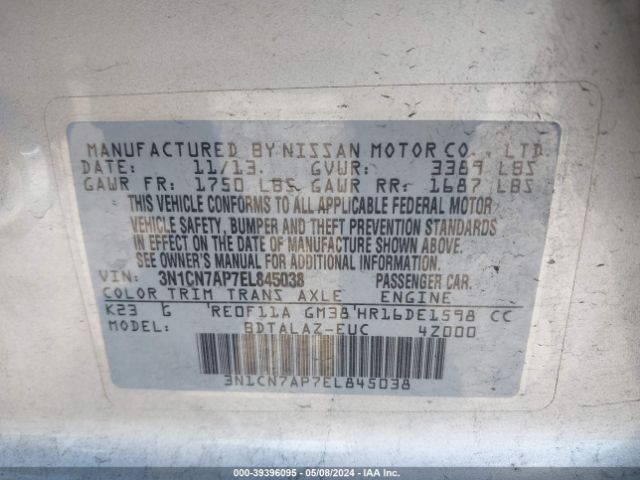 MANUFACTURED BY NISSAN MOTOR CO., LTD.
DATE: 11/13 GVWR: 3389 LBS
GAWR FR: 1750 LBS GAWR RR: 1687 LBS
THIS VEHICLE CONFORMS TO ALL APPLICABLE FEDERAL MOTOR
VEHICLE SAFETY, BUMPER AND THEFT PREVENTION STANDARDS
IN EFFECT ON THE DATE OF MANUFACTURE SHOWN ABOVE.
SEE OWNER'S MANUAL FOR ADDITIONAL INFORMATION.
VIN: 3N1CN7AP7EL845038 PASSENGER CAR.
COLOR TRIM TRANS AXLE ENGINE
K23 G RE0F11A GM38 HR16DE1598 CC
MODEL: BDTALAZ-EUC 4Z000
3N1CN7AP7EL845038
000-39396095 - 05/08/2024 - IAA Inc.